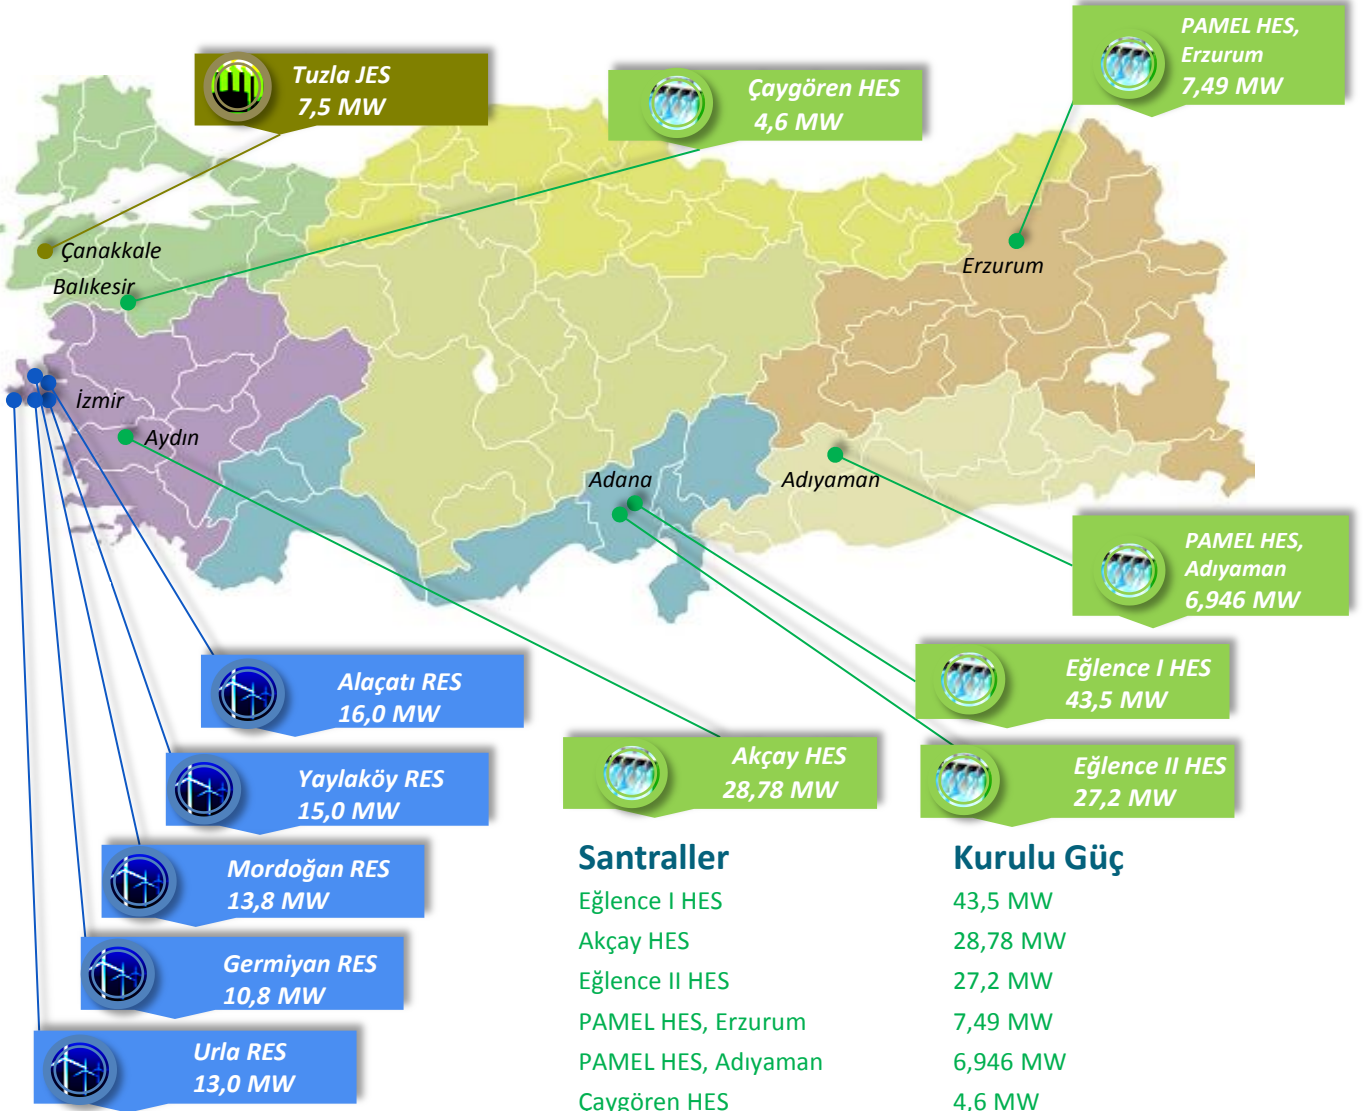 PAMEL HES,
Erzurum
7,49 MW
Tuzla JES
7,5 MW
Çaygören HES
4,6 MW
Çanakkale
Balıkesir
Erzurum
İzmir
Aydın
Adana
Adıyaman
PAMEL HES,
Adıyaman
6,946 MW
Alaçatı RES
16,0 MW
Eğlence I HES
43,5 MW
Yaylaköy RES
15,0 MW
Akçay HES
28,78 MW
Eğlence II HES
27,2 MW
Mordoğan RES
13,8 MW
Germiyan RES
10,8 MW
Urla RES
13,0 MW
Santraller Kurulu Güç
Eğlence I HES 43,5 MW
Akçay HES 28,78 MW
Eğlence II HES 27,2 MW
PAMEL HES, Erzurum 7,49 MW
PAMEL HES, Adıyaman 6,946 MW
Çaygören HES 4,6 MW